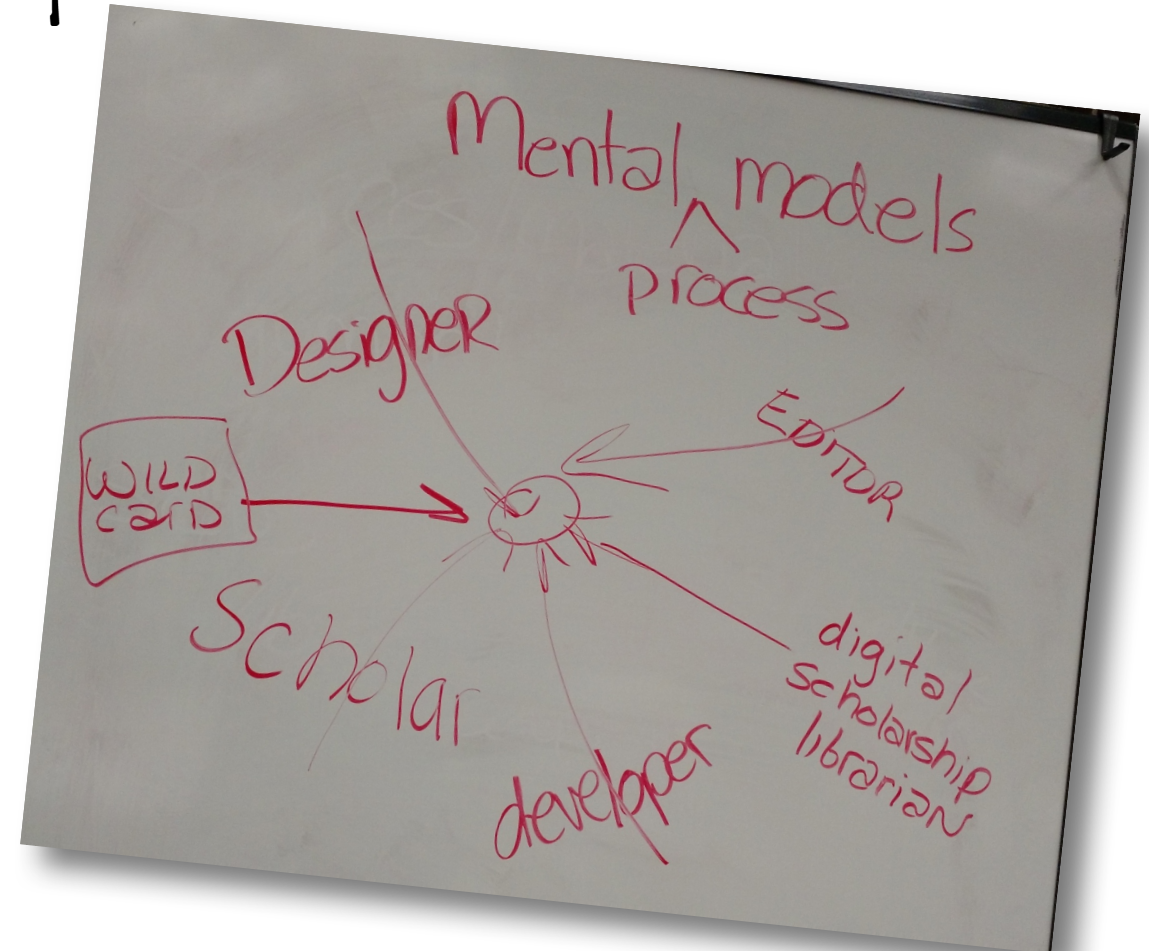 Mental models
process
Designer
EDITOR
WILD
card
Scholar
digital
scholarship
librarian
developer